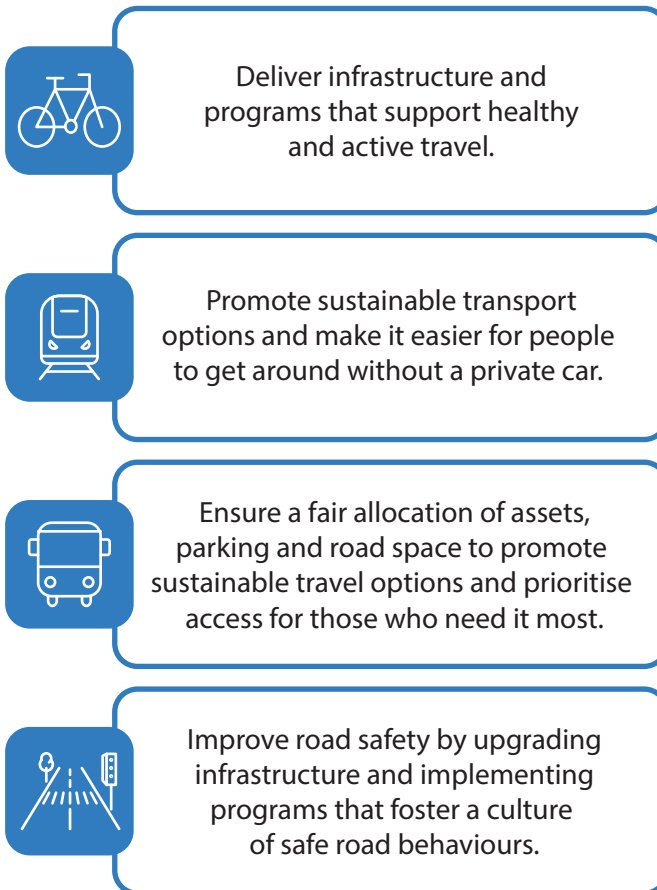 Deliver infrastructure and
programs that support healthy
and active travel.
Promote sustainable transport
options and make it easier for people
to get around without a private car.
Ensure a fair allocation of assets,
parking and road space to promote
sustainable travel options and prioritise
access for those who need it most.
Improve road safety by upgrading
infrastructure and implementing
programs that foster a culture
of safe road behaviours.